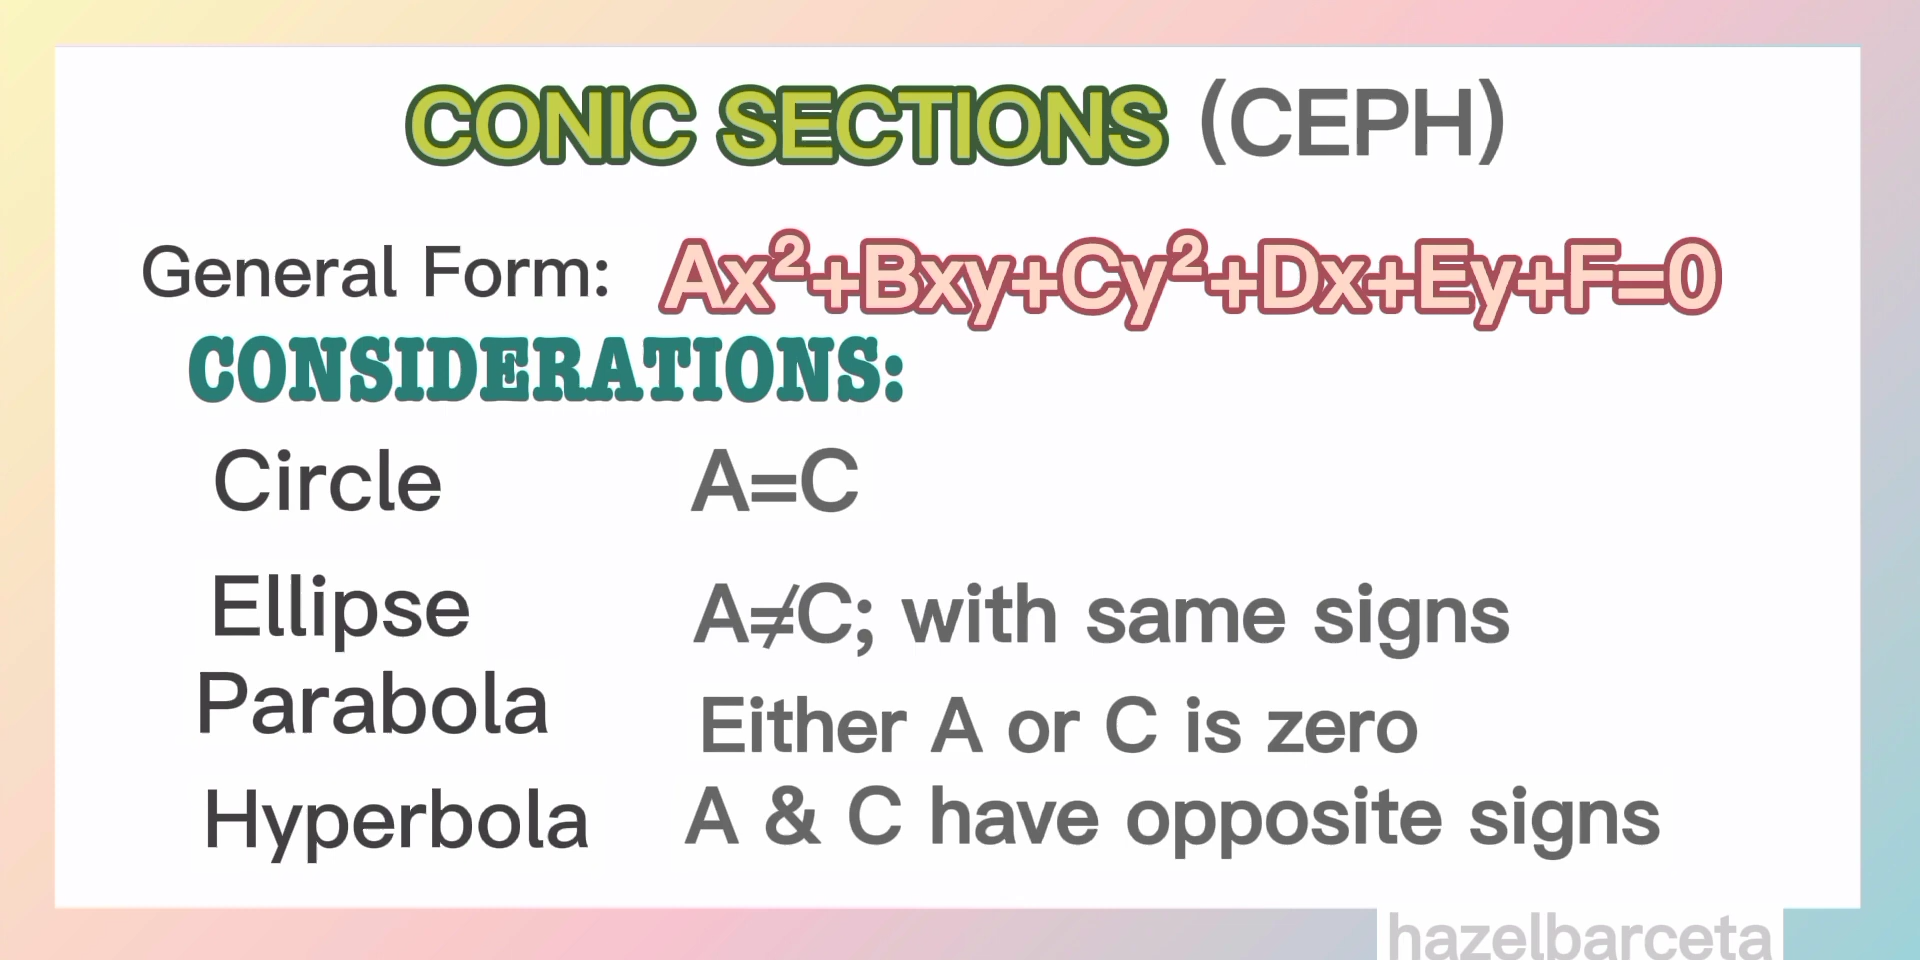 CONIC SECTIONS (CEPH)
General Form: Ax²+Bxy+Cy²+Dx+Ey+F=0
CONSIDERATIONS:
Circle A=C
Ellipse A≠C; with same signs
Parabola Either A or C is zero
Hyperbola A & C have opposite signs
hazelbarceta